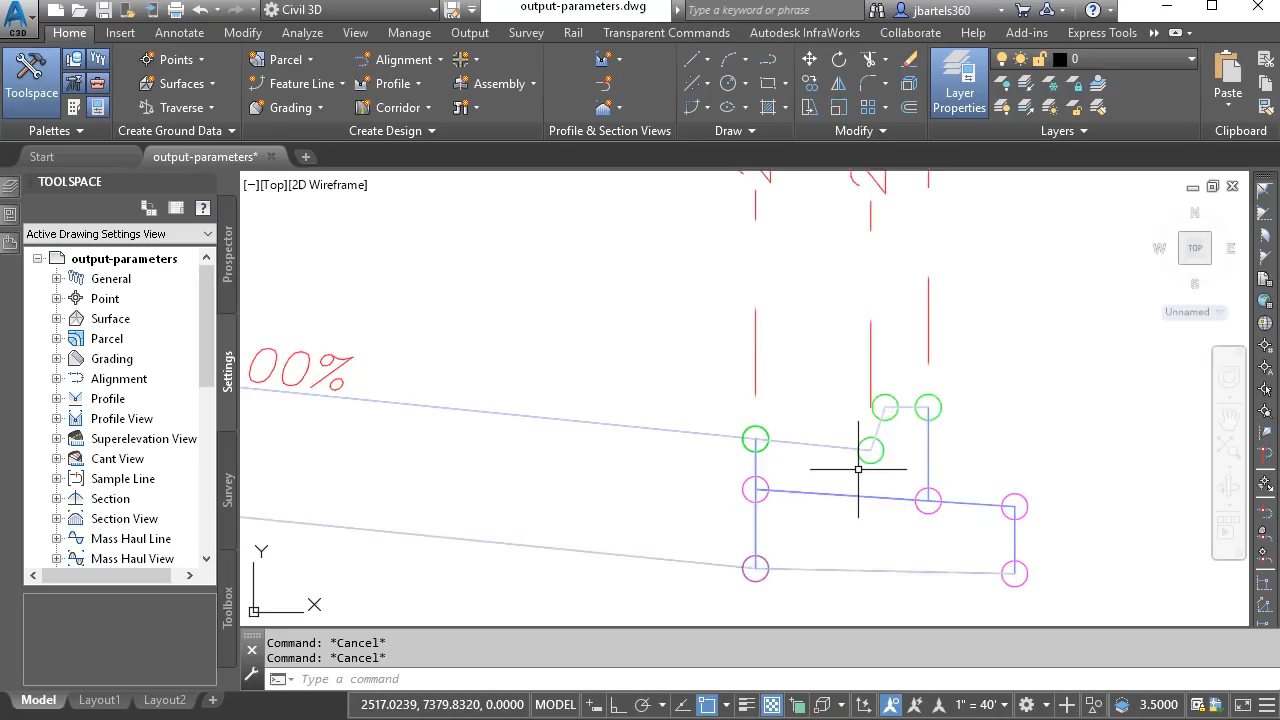 Civil 3D
output-parameters.dwg
Type a keyword or phrase
jbartels360
C3D
Home Insert Annotate Modify Analyze View Manage Output Survey Rail Transparent Commands Autodesk InfraWorks Collaborate Help Add-ins Express Tools
Toolspace
Points
Surfaces
Traverse
Parcel
Feature Line
Grading
Alignment
Profile
Corridor
Assembly
Layer
Properties
0
Paste
Palettes
Create Ground Data
Create Design
Profile & Section Views
Draw
Modify
Layers
Clipboard
Start
output-parameters*
TOOLSPACE
Active Drawing Settings View
output-parameters
General
Point
Surface
Parcel
Grading
Alignment
Profile
Profile View
Superelevation View
Cant View
Sample Line
Section
Section View
Mass Haul Line
Mass Haul View
Prospector
Settings
Survey
Toolbox
[−][Top][2D Wireframe]
N
W
TOP
E
S
Unnamed
00%
Y
X
Command: *Cancel*
Command: *Cancel*
Type a command
Model
Layout1
Layout2
2517.0239, 7379.8320, 0.0000
MODEL
1" = 40'
3.5000